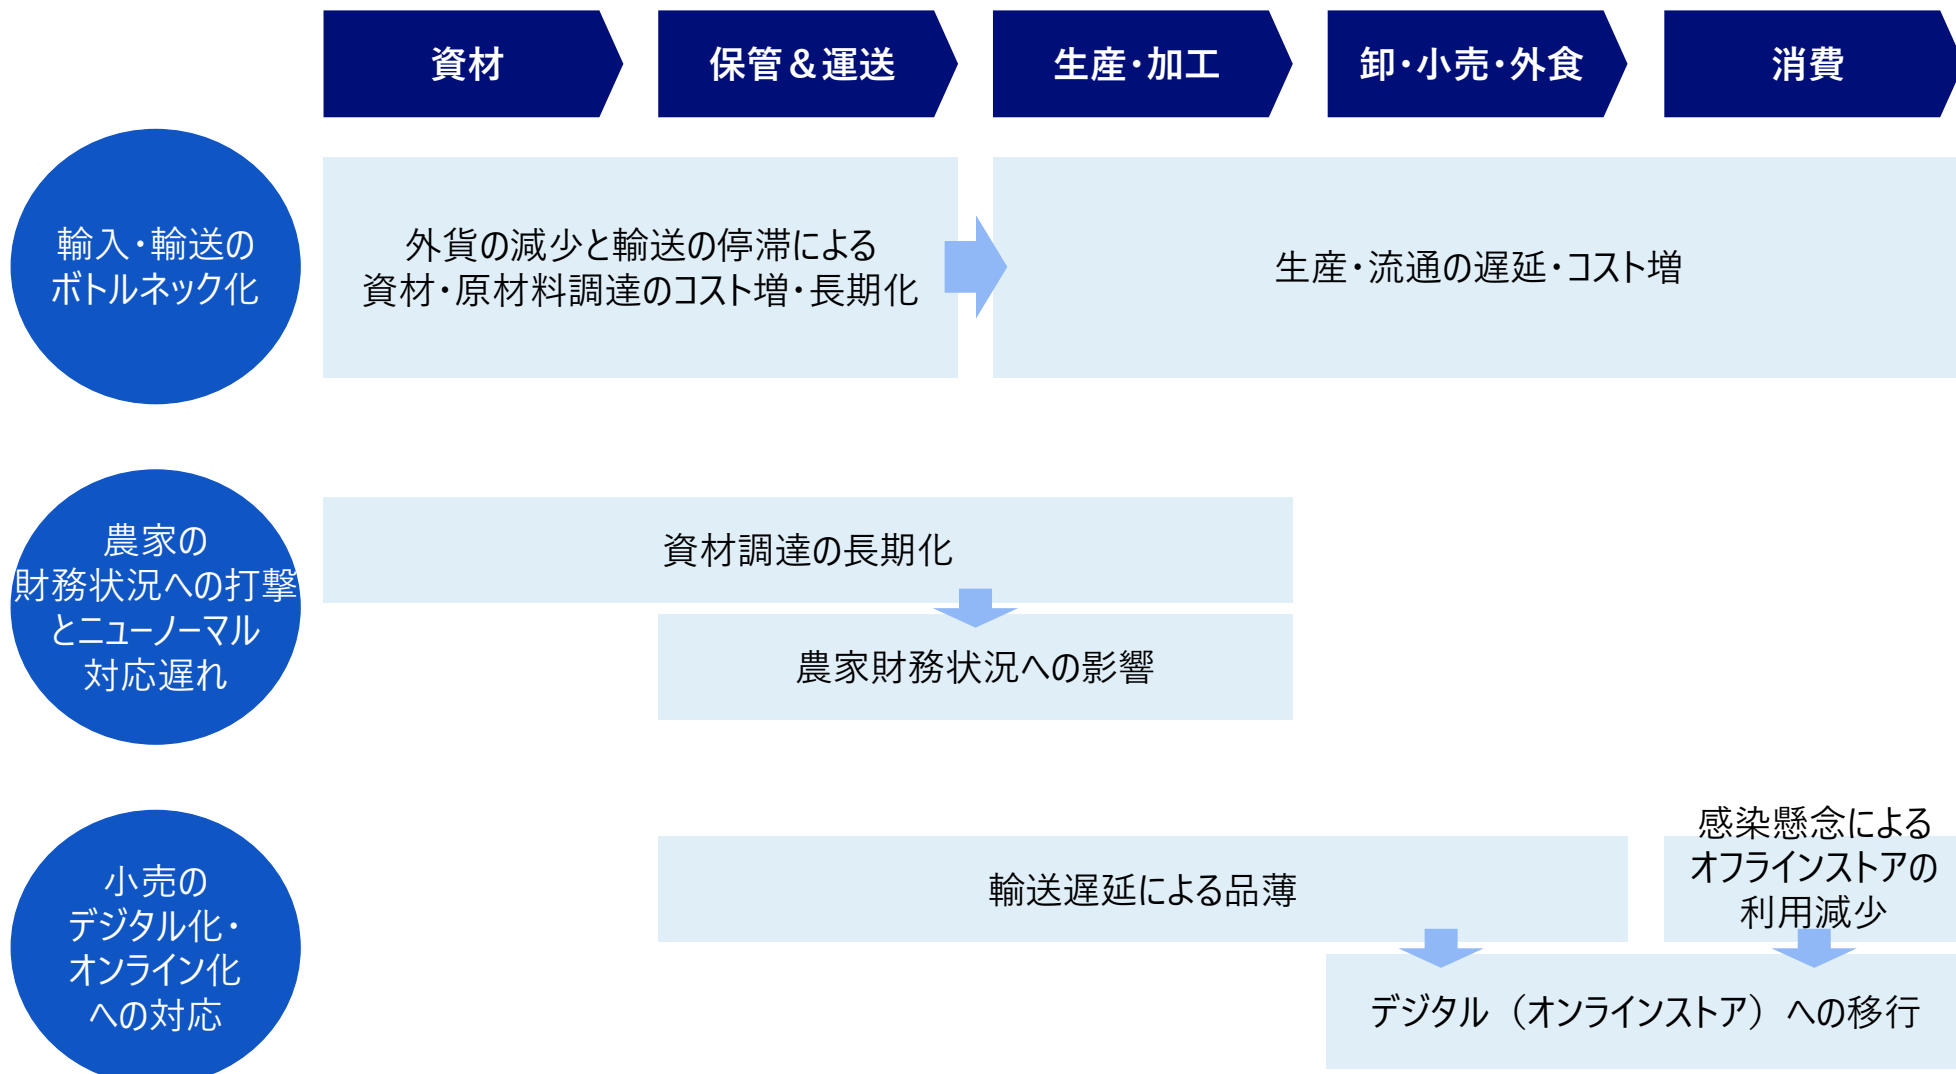 資材
保管＆運送
生産・加工
卸・小売・外食
消費
輸入・輸送の
ボトルネック化
外貨の減少と輸送の停滞による
資材・原材料調達のコスト増・長期化
生産・流通の遅延・コスト増
農家の
財務状況への打撃
とニューノーマル
対応遅れ
資材調達の長期化
農家財務状況への影響
小売の
デジタル化・
オンライン化
への対応
輸送遅延による品薄
感染懸念による
オフラインストアの
利用減少
デジタル（オンラインストア）への移行